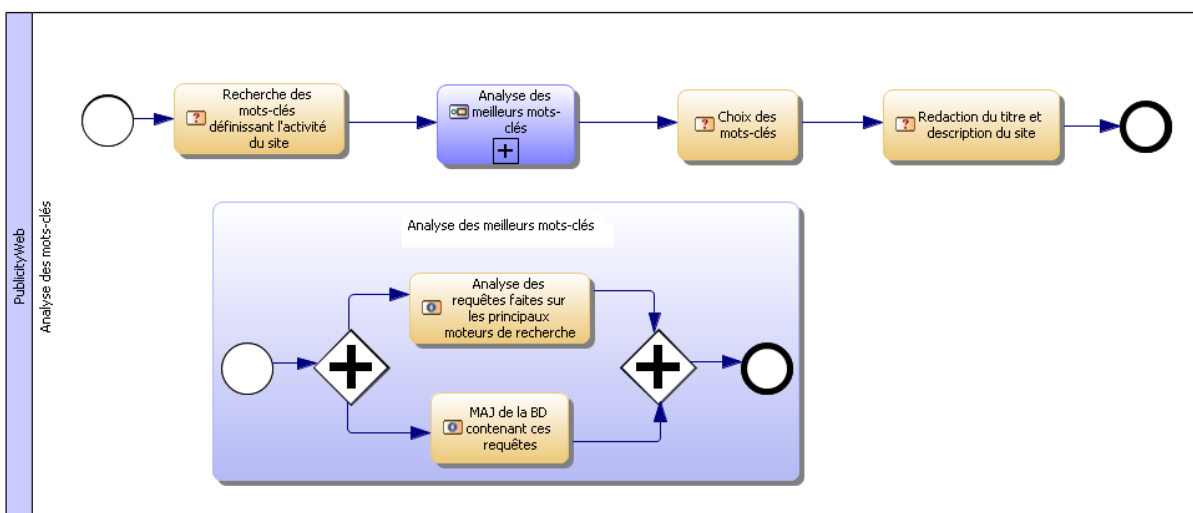 PublicityWeb
Analyse des mots-clés
Recherche des
mots-clés
définissant l'activité
du site
Analyse des
meilleurs mots-
clés
Choix des
mots-clés
Redaction du titre et
description du site
Analyse des meilleurs mots-clés
Analyse des
requêtes faites sur
les principaux
moteurs de recherche
MAJ de la BD
contenant ces
requêtes